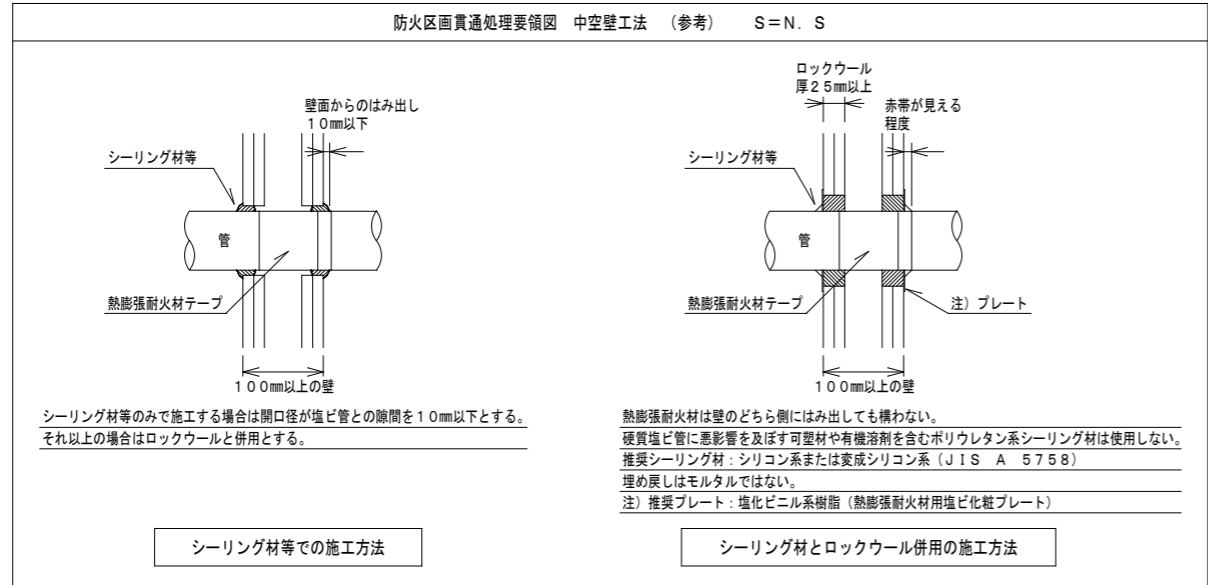 防火区画貫通処理要領図 中空壁工法 (参考) S=N. S
壁面からのはみ出し
10㎜以下
シーリング材等
管
熱膨張耐火材テープ
100㎜以上の壁
シーリング材等のみで施工する場合は開口径が塩ビ管との隙間を10㎜以下とする。
それ以上の場合はロックウールと併用とする。
シーリング材等での施工方法
ロックウール
厚25㎜以上
赤帯が見える
程度
シーリング材等
管
熱膨張耐火材テープ
注)プレート
100㎜以上の壁
熱膨張耐火材は壁のどちら側にはみ出しても構わない。
硬質塩ビ管に悪影響を及ぼす可塑材や有機溶剤を含むポリウレタン系シーリング材は使用しない。
推奨シーリング材:シリコン系または変成シリコン系(JIS A 5758)
埋め戻しはモルタルではない。
注)推奨プレート:塩化ビニル系樹脂(熱膨張耐火材用塩ビ化粧プレート)
シーリング材とロックウール併用の施工方法